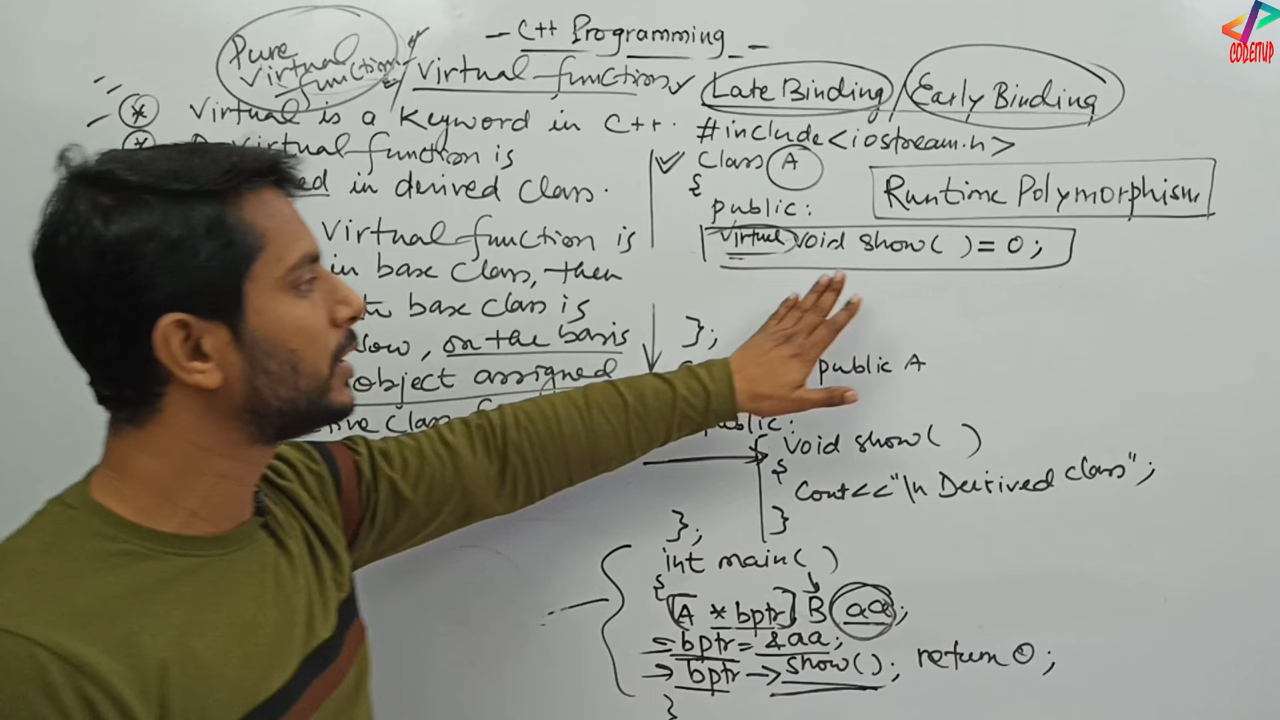 - C++ Programming -
Pure Virtual function / Virtual function Late Binding / Early Binding
CODEITUP
* Virtual is a Keyword in C++.
* Virtual function is
in derived class.
Virtual function is
in base class, then
base class is
on the basis
object assigned
class
#include<iostream.h>
Class A
{
public:
virtual void show( ) = 0;
};
Runtime Polymorphism
public A
public:
void show( )
{
Cout<<"\n Derived class";
}
};
int main( )
{
A *bptr; B aa;
bptr = &aa;
bptr → show(); return 0;
}